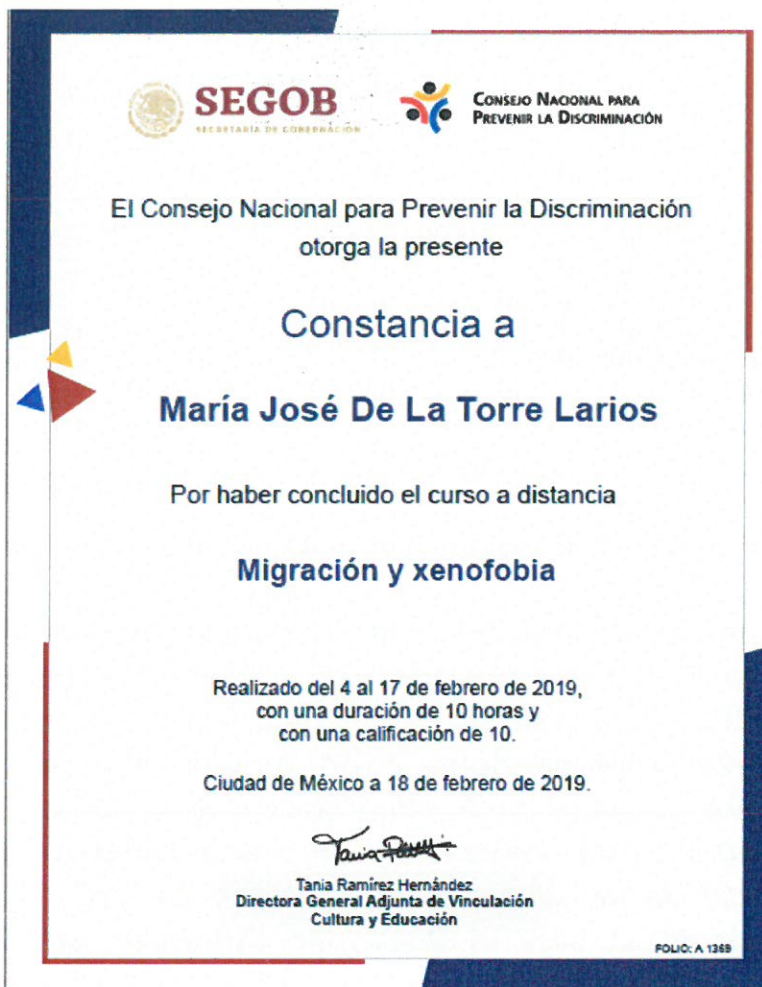 SEGOB
SECRETARÍA DE GOBERNACIÓN
CONSEJO NACIONAL PARA
PREVENIR LA DISCRIMINACIÓN
El Consejo Nacional para Prevenir la Discriminación
otorga la presente
Constancia a
María José De La Torre Larios
Por haber concluido el curso a distancia
Migración y xenofobia
Realizado del 4 al 17 de febrero de 2019,
con una duración de 10 horas y
con una calificación de 10.
Ciudad de México a 18 de febrero de 2019.
Tania Ramírez Hernández
Directora General Adjunta de Vinculación
Cultura y Educación
FOLIO: A 1369